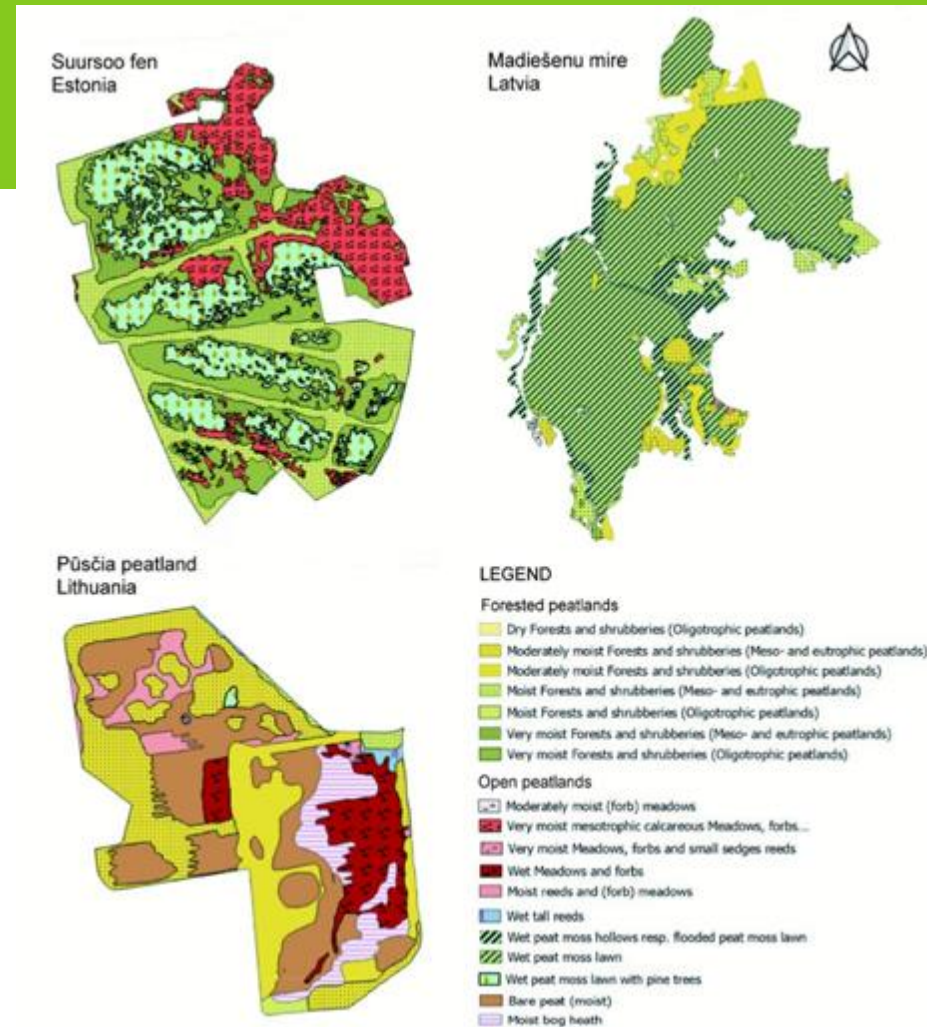 Suursoo fen
Estonia
Madiešenu mire
Latvia
Pūsčia peatland
Lithuania
LEGEND
Forested peatlands
Dry Forests and shrubberies (Oligotrophic peatlands)
Moderately moist Forests and shrubberies (Meso- and eutrophic peatlands)
Moderately moist Forests and shrubberies (Oligotrophic peatlands)
Moist Forests and shrubberies (Meso- and eutrophic peatlands)
Moist Forests and shrubberies (Oligotrophic peatlands)
Very moist Forests and shrubberies (Meso- and eutrophic peatlands)
Very moist Forests and shrubberies (Oligotrophic peatlands)
Open peatlands
Moderately moist (forb) meadows
Very moist mesotrophic calcareous Meadows, forbs...
Very moist Meadows, forbs and small sedges reeds
Wet Meadows and forbs
Moist reeds and (forb) meadows
Wet tall reeds
Wet peat moss hollows resp. flooded peat moss lawn
Wet peat moss lawn
Wet peat moss lawn with pine trees
Bare peat (moist)
Moist bog heath